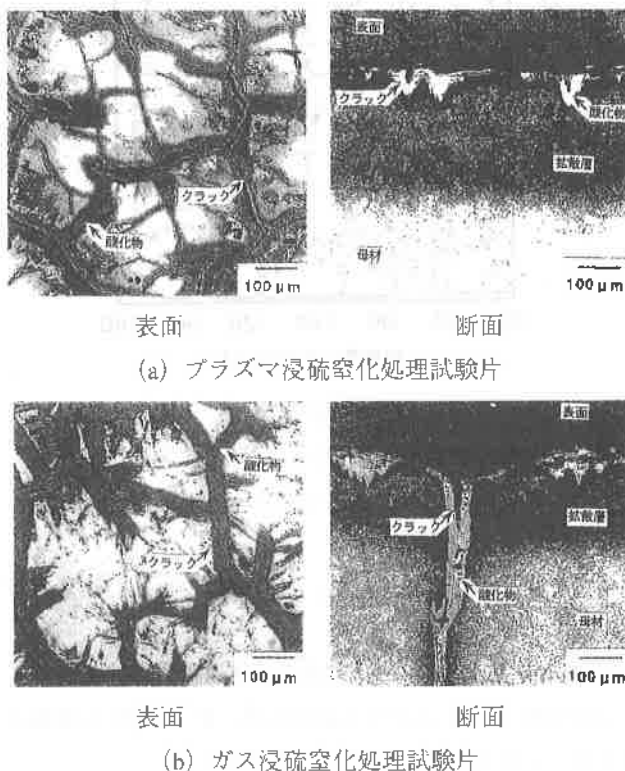 表面
クラック
酸化物
クラック
酸化物
拡散層
母材
100 μm
100 μm
表面
断面
(a) プラズマ浸硫窒化処理試験片
酸化物
クラック
表面
拡散層
クラック
酸化物
母材
100 μm
100 μm
表面
断面
(b) ガス浸硫窒化処理試験片